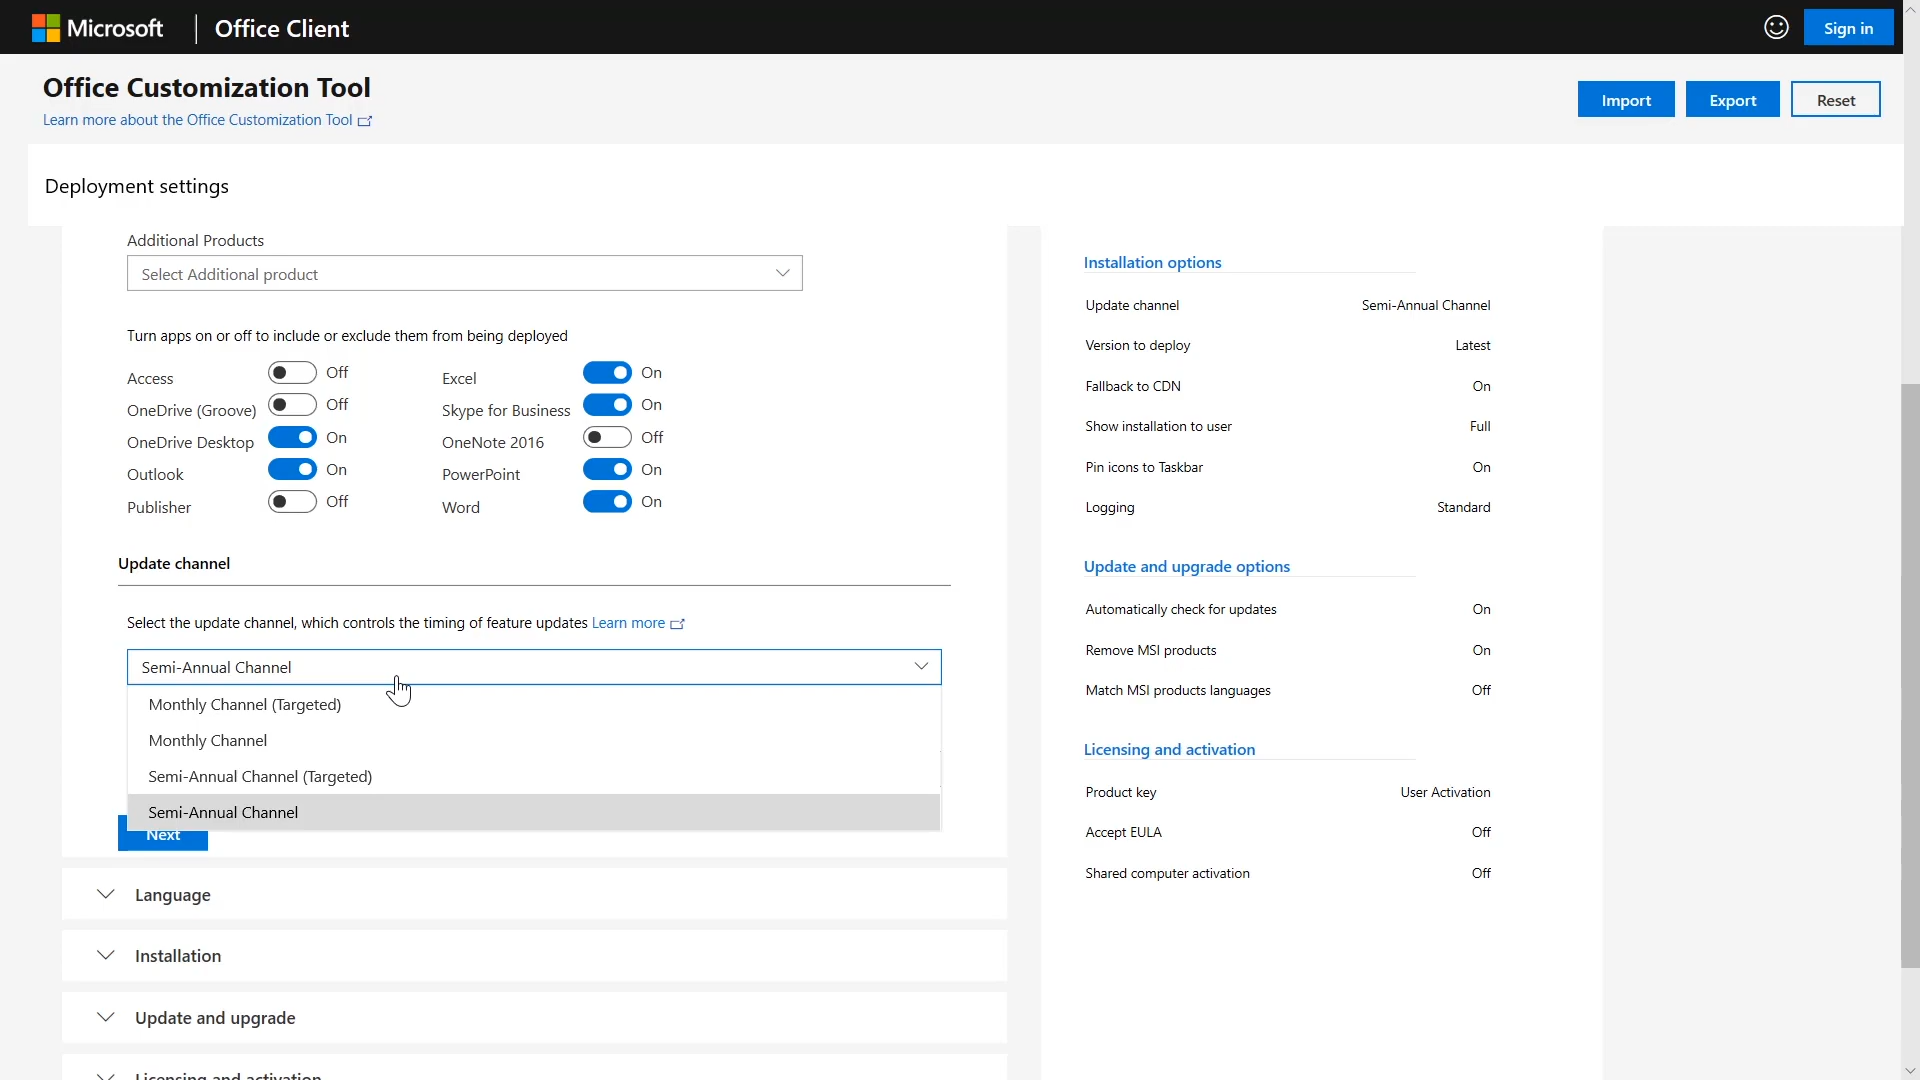 Microsoft
Office Client
Sign in
Office Customization Tool
Learn more about the Office Customization Tool
Import
Export
Reset
Deployment settings
Additional Products
Select Additional product
Turn apps on or off to include or exclude them from being deployed
Access Off
Excel On
OneDrive (Groove) Off
Skype for Business On
OneDrive Desktop On
OneNote 2016 Off
Outlook On
PowerPoint On
Publisher Off
Word On
Update channel
Select the update channel, which controls the timing of feature updates Learn more
Semi-Annual Channel
Monthly Channel (Targeted)
Monthly Channel
Semi-Annual Channel (Targeted)
Semi-Annual Channel
Next
Language
Installation
Update and upgrade
Licensing and activation
Installation options
Update channel Semi-Annual Channel
Version to deploy Latest
Fallback to CDN On
Show installation to user Full
Pin icons to Taskbar On
Logging Standard
Update and upgrade options
Automatically check for updates On
Remove MSI products On
Match MSI products languages Off
Licensing and activation
Product key User Activation
Accept EULA Off
Shared computer activation Off